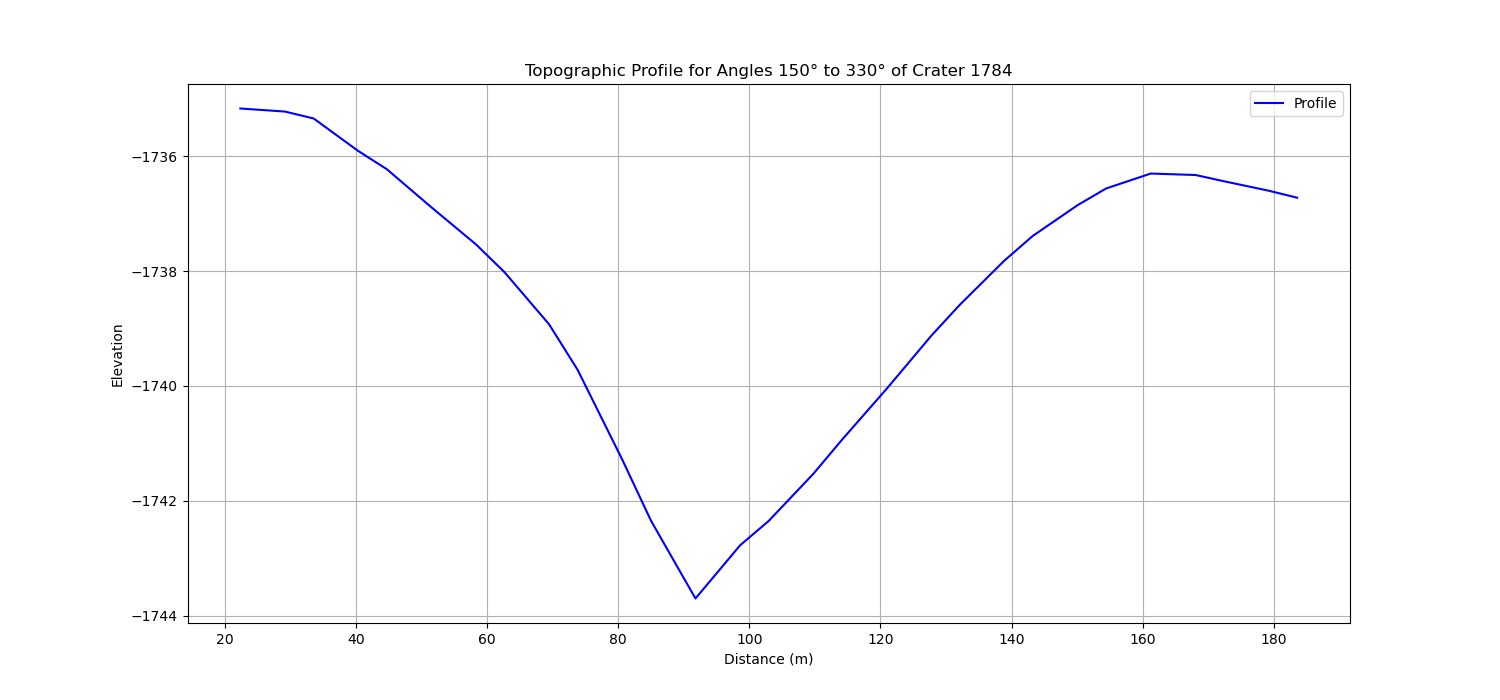 Topographic Profile for Angles 150° to 330° of Crater 1784
Profile
Elevation
−1736
−1738
−1740
−1742
−1744
20 40 60 80 100 120 140 160 180
Distance (m)